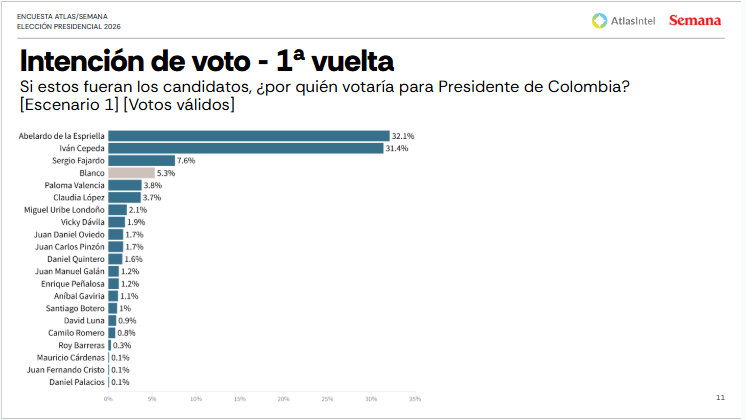 ENCUESTA ATLAS/SEMANA
ELECCIÓN PRESIDENCIAL 2026
AtlasIntel
Semana
Intención de voto - 1ª vuelta
Si estos fueran los candidatos, ¿por quién votaría para Presidente de Colombia?
[Escenario 1] [Votos válidos]
Abelardo de la Espriella 32.1%
Iván Cepeda 31.4%
Sergio Fajardo 7.6%
Blanco 5.3%
Paloma Valencia 3.8%
Claudia López 3.7%
Miguel Uribe Londoño 2.1%
Vicky Dávila 1.9%
Juan Daniel Oviedo 1.7%
Juan Carlos Pinzón 1.7%
Daniel Quintero 1.6%
Juan Manuel Galán 1.2%
Enrique Peñalosa 1.2%
Aníbal Gaviria 1.1%
Santiago Botero 1%
David Luna 0.9%
Camilo Romero 0.8%
Roy Barreras 0.3%
Mauricio Cárdenas 0.1%
Juan Fernando Cristo 0.1%
Daniel Palacios 0.1%
0% 5% 10% 15% 20% 25% 30% 35%
11